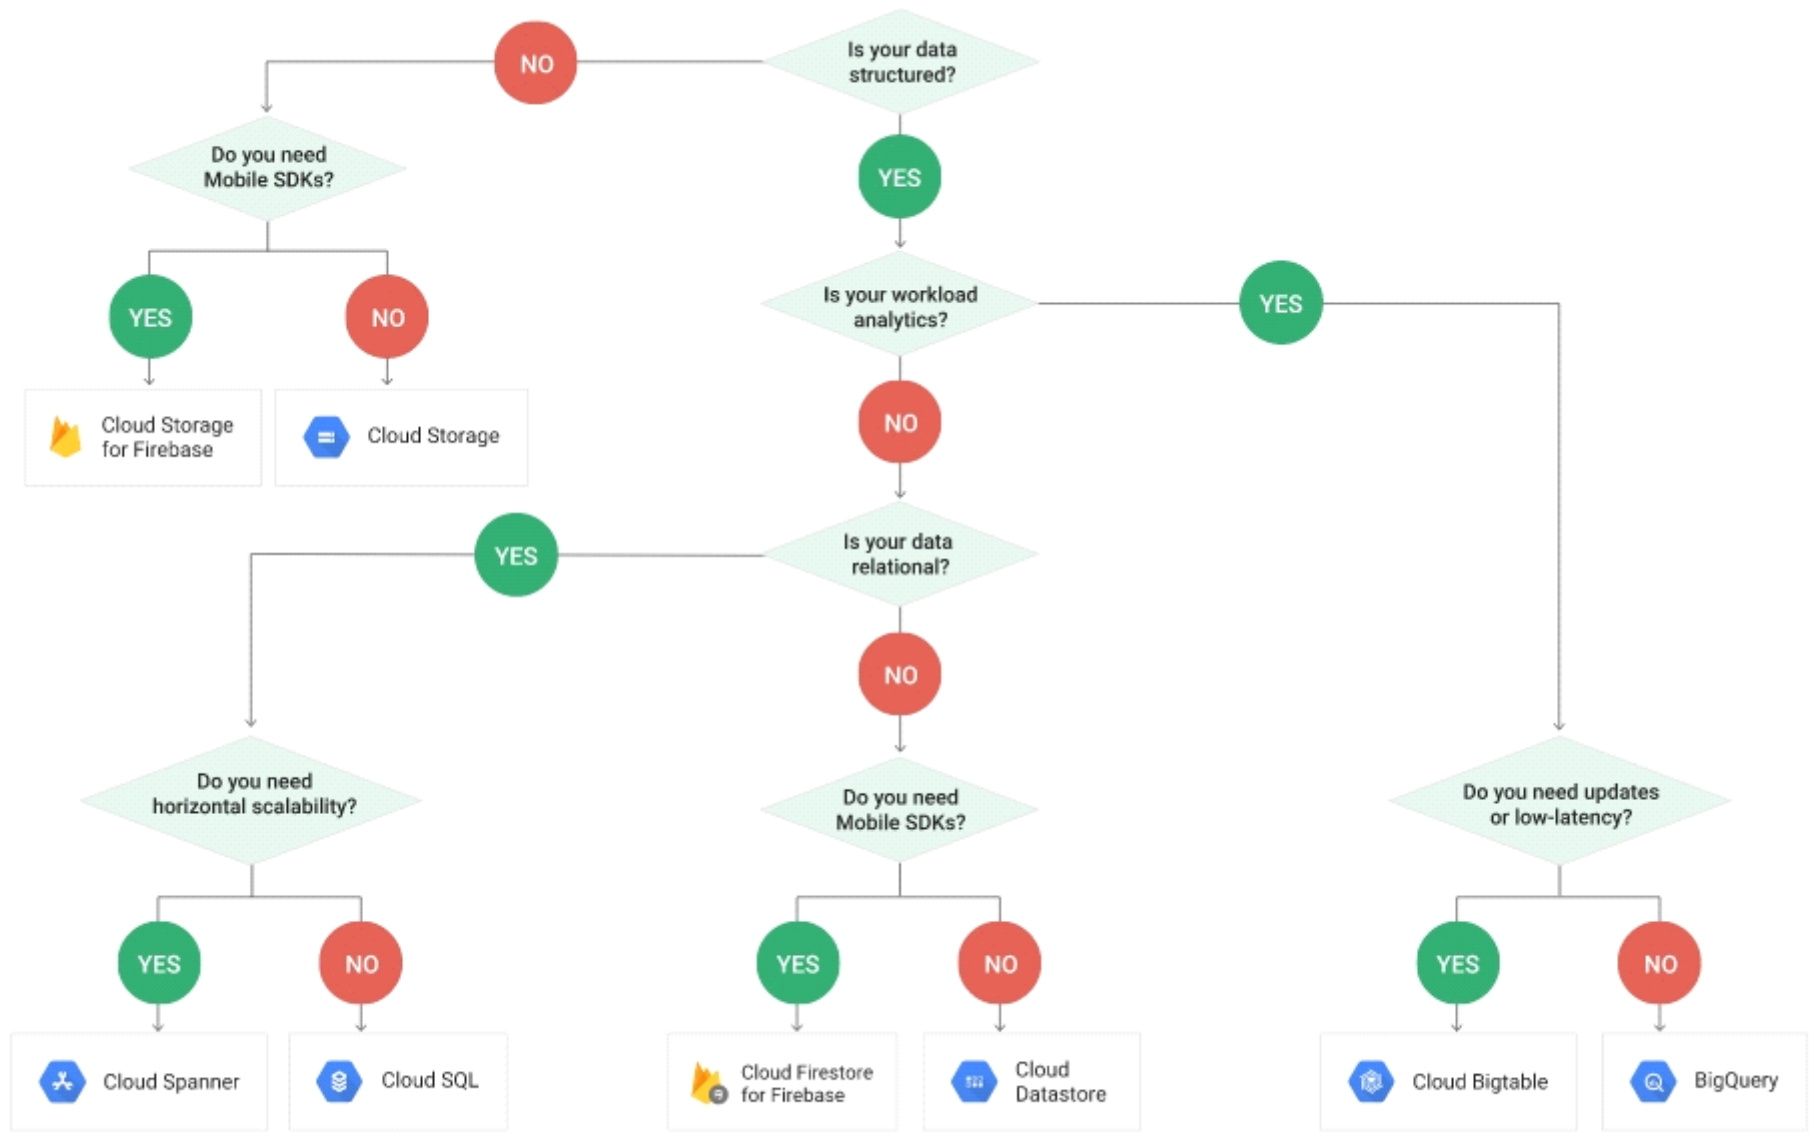 Is your data
structured?
NO
Do you need
Mobile SDKs?
YES
YES
NO
Is your workload
analytics?
YES
Cloud Storage
for Firebase
Cloud Storage
NO
Is your data
relational?
YES
NO
Do you need
horizontal scalability?
Do you need
Mobile SDKs?
Do you need updates
or low-latency?
YES
NO
YES
NO
YES
NO
Cloud Spanner
Cloud SQL
Cloud Firestore
for Firebase
Cloud
Datastore
Cloud Bigtable
BigQuery